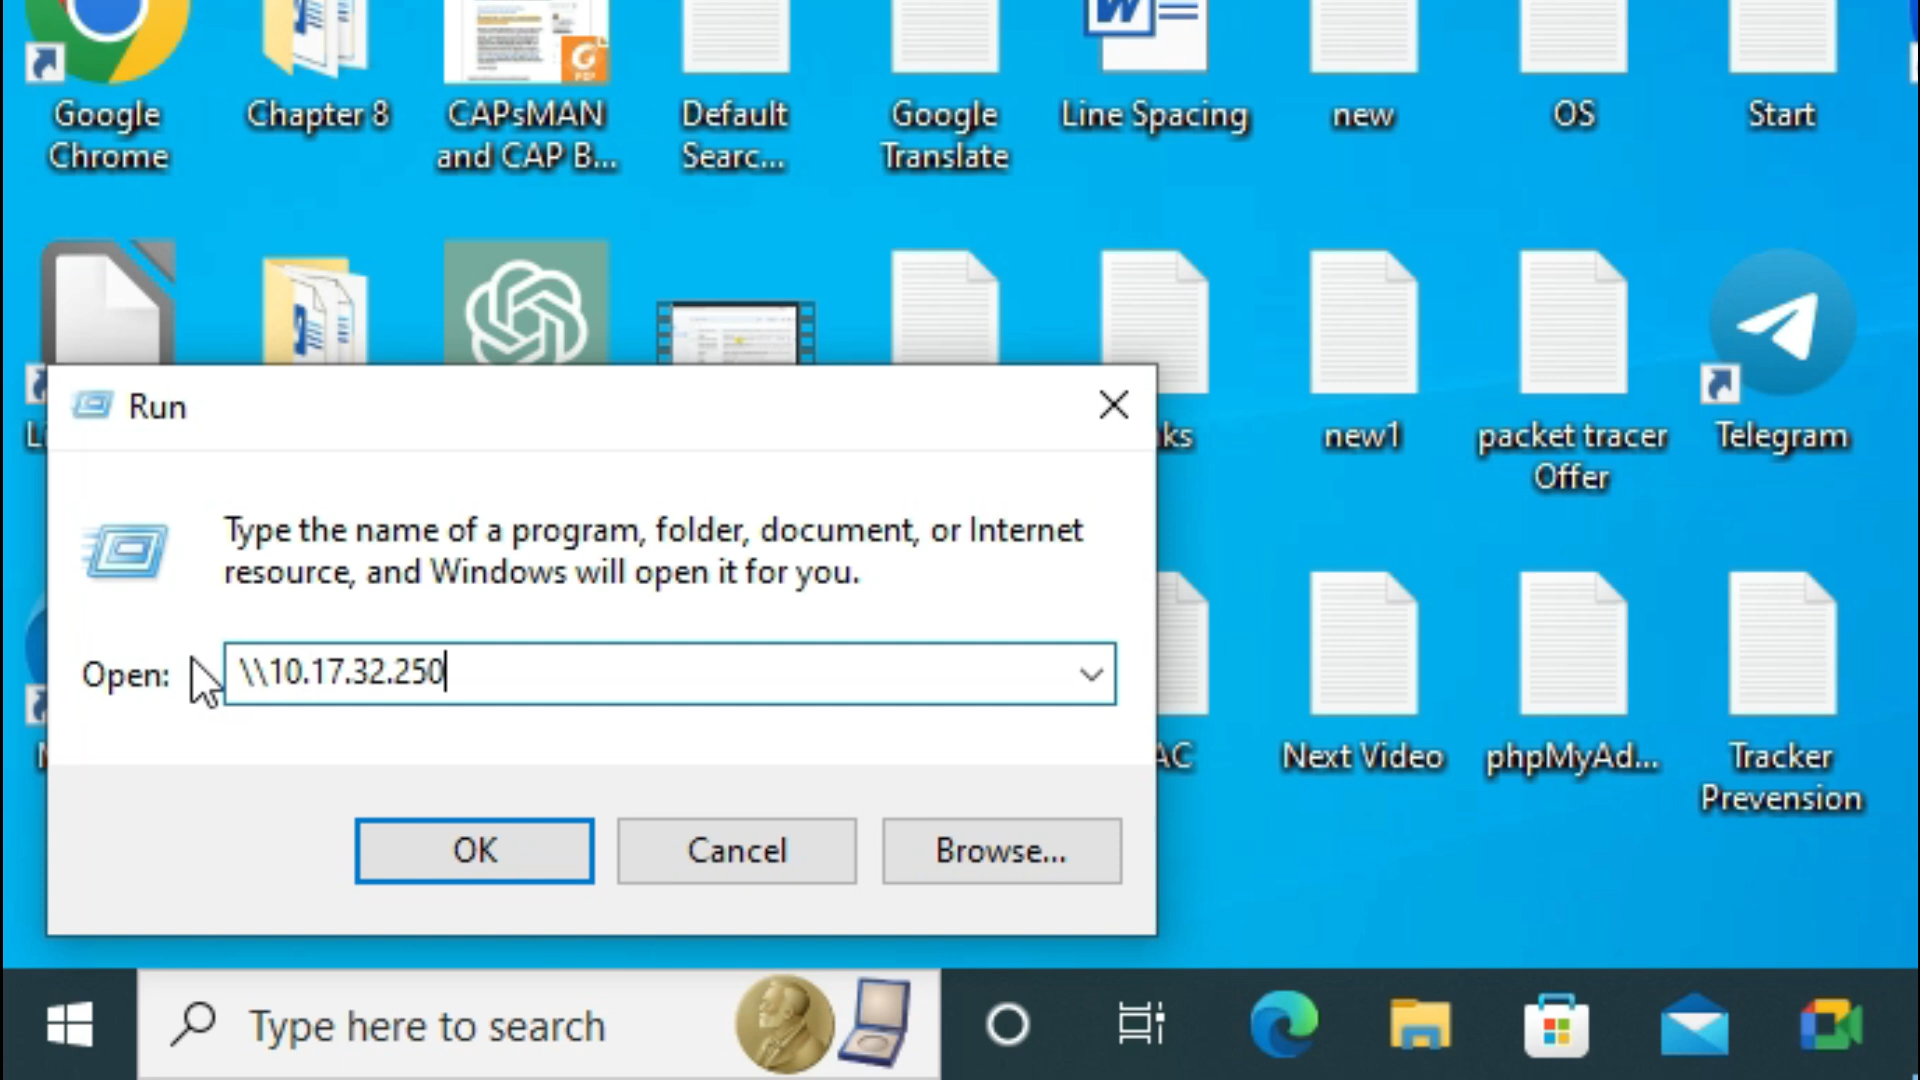 Google
Chrome
Chapter 8
CAPsMAN
and CAP B...
Default
Searc...
Google
Translate
Line Spacing
new
OS
Start
W
PDF
Li
ks
new1
packet tracer
Offer
Telegram
Run
Type the name of a program, folder, document, or Internet
resource, and Windows will open it for you.
Open:
\\10.17.32.250
OK
Cancel
Browse...
AC
Next Video
phpMyAd...
Tracker
Prevension
Type here to search